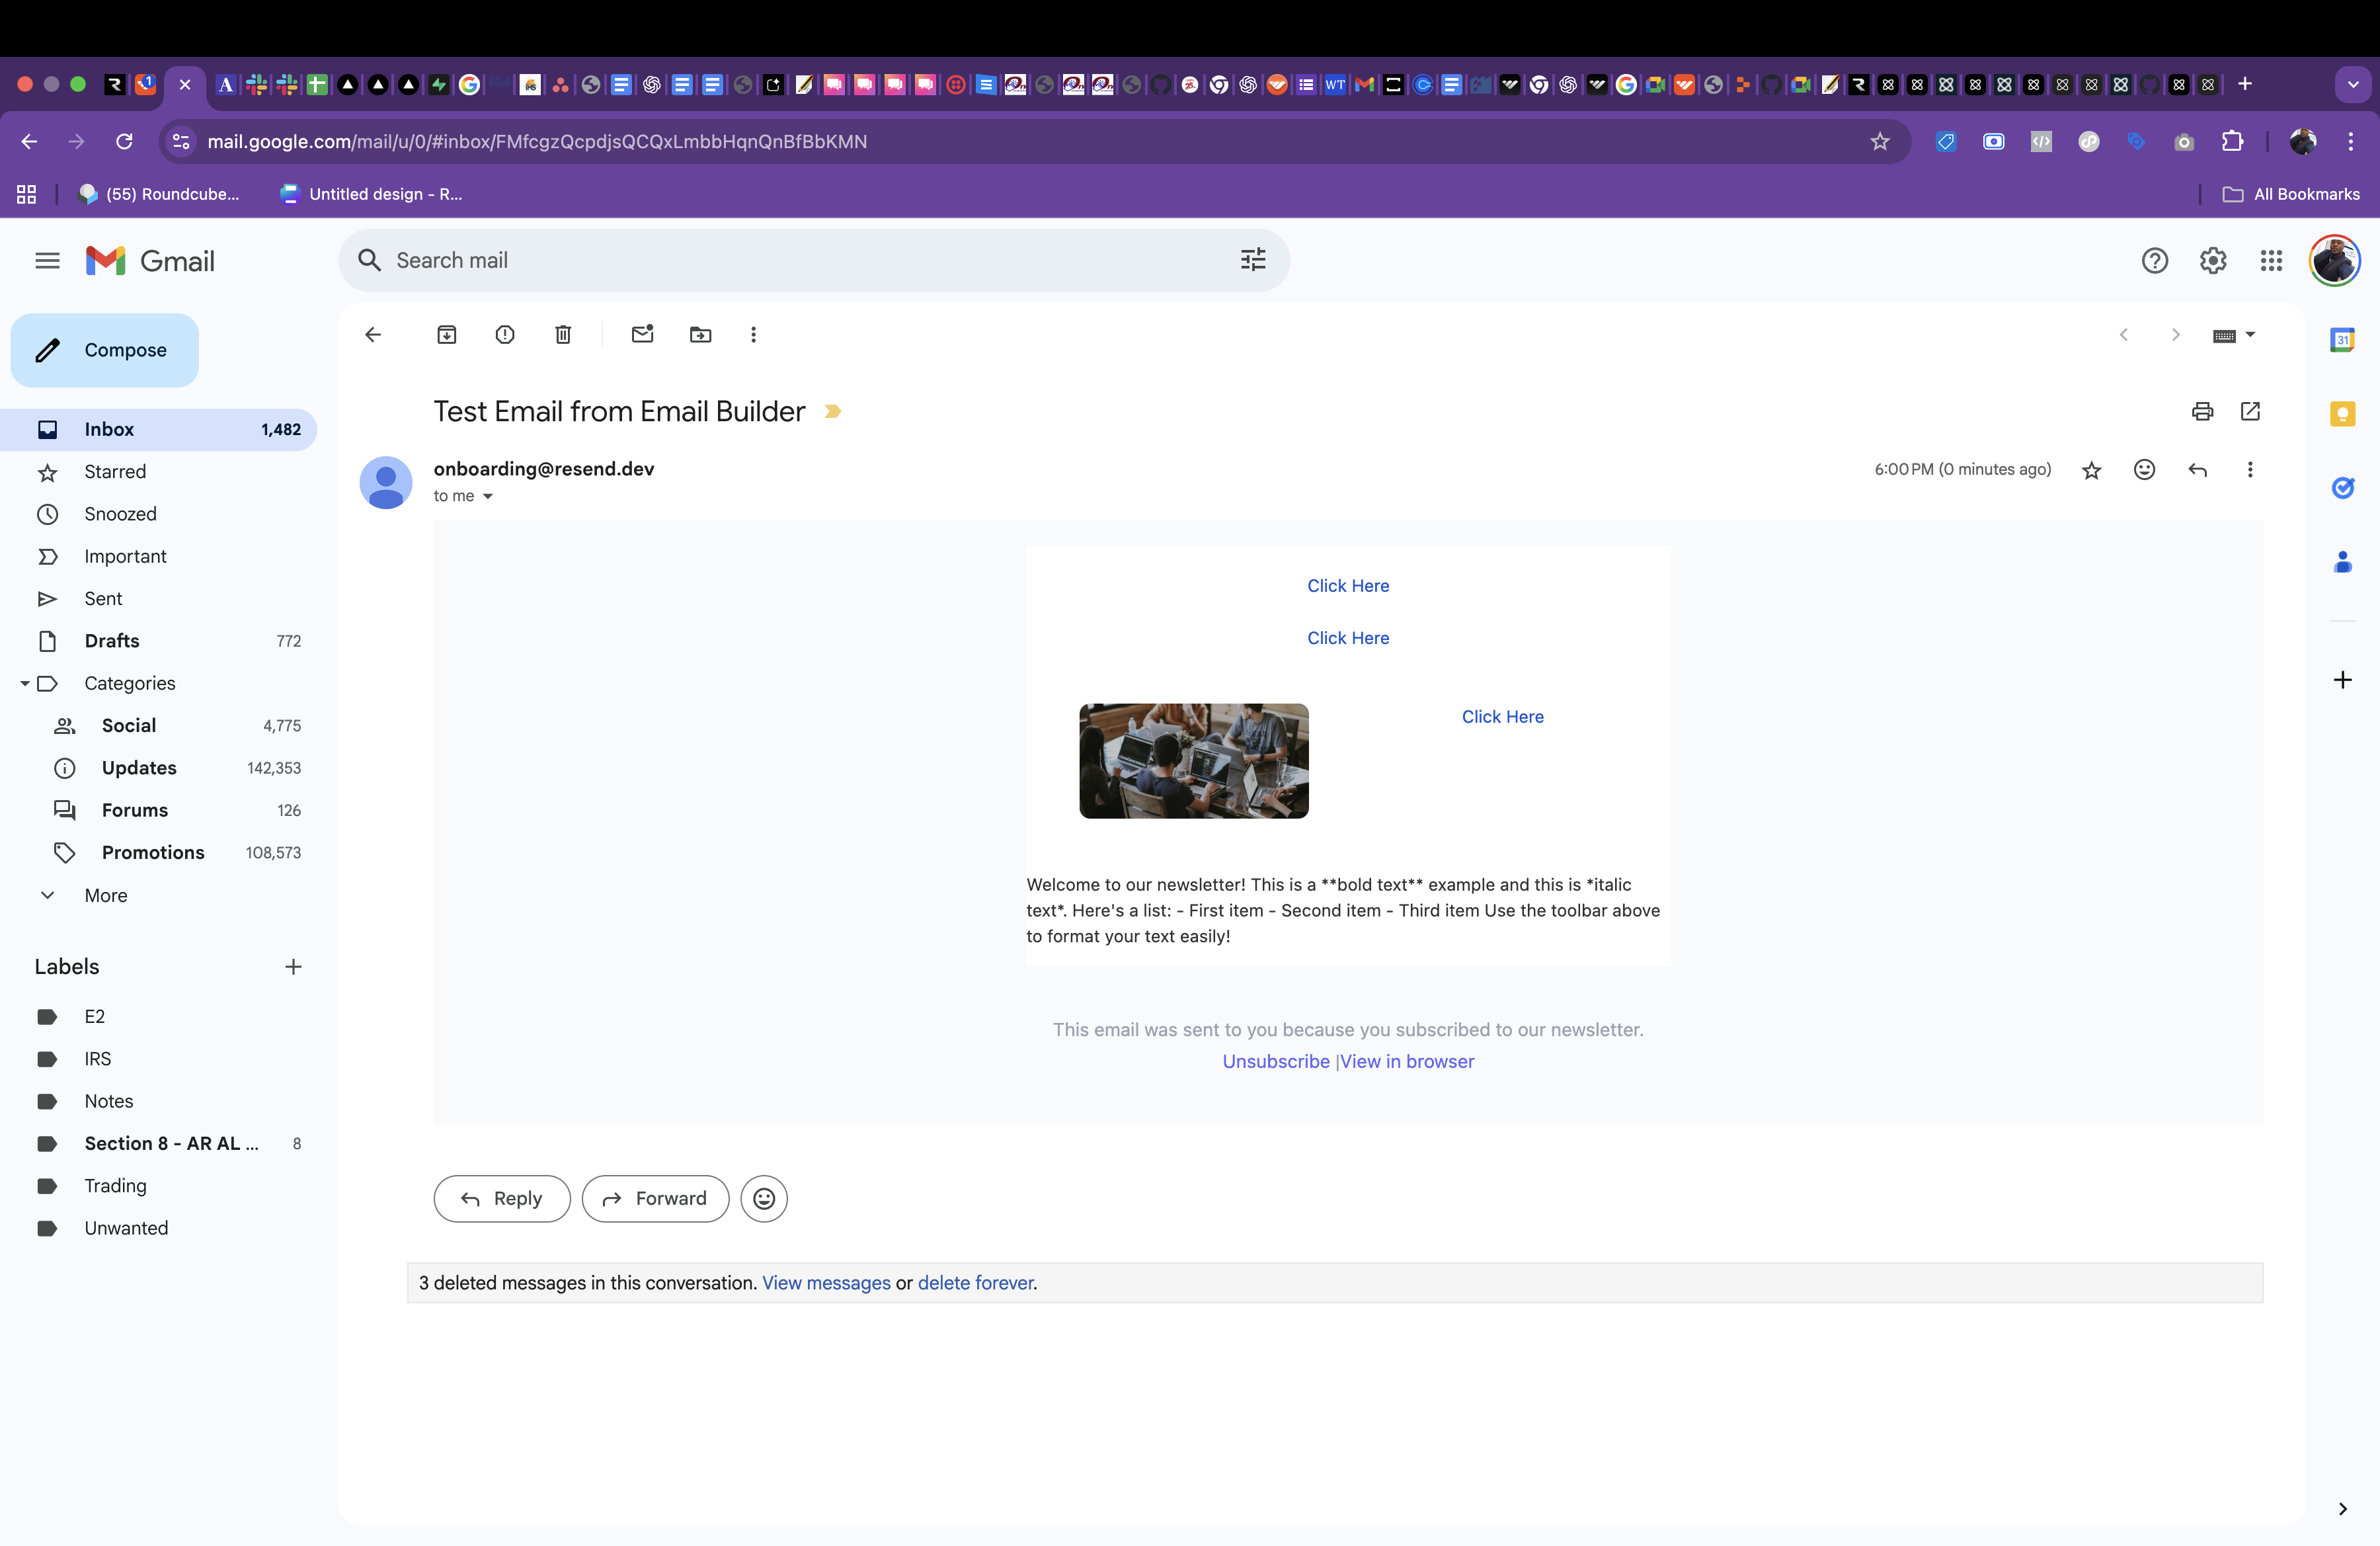 1
A
WT
mail.google.com/mail/u/0/#inbox/FMfcgzQcpdjsQCQxLmbbHqnQnBfBbKMN
(55) Roundcube...
Untitled design - R...
All Bookmarks
Gmail
Search mail
Compose
Inbox 1,482
Starred
Snoozed
Important
Sent
Drafts 772
Categories
Social 4,775
Updates 142,353
Forums 126
Promotions 108,573
More
Labels
E2
IRS
Notes
Section 8 - AR AL ... 8
Trading
Unwanted
Test Email from Email Builder
onboarding@resend.dev
6:00 PM (0 minutes ago)
to me
Click Here
Click Here
Click Here
Welcome to our newsletter! This is a **bold text** example and this is *italic
text*. Here's a list: - First item - Second item - Third item Use the toolbar above
to format your text easily!
This email was sent to you because you subscribed to our newsletter.
Unsubscribe |View in browser
Reply
Forward
3 deleted messages in this conversation. View messages or delete forever.
31